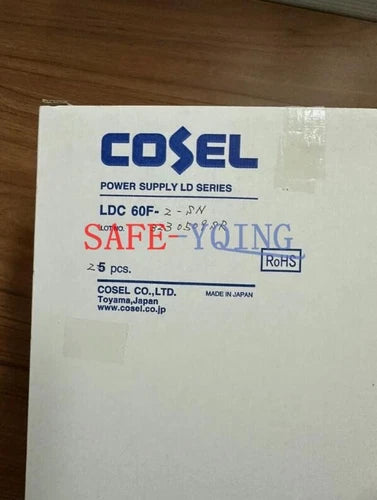 COSEL
POWER SUPPLY LD SERIES
LDC 60F-2-SN
LOT NO.
SAFE-YQING
RoHS
25 pcs.
COSEL CO.,LTD.
MADE IN JAPAN
Toyama,Japan
www.cosel.co.jp